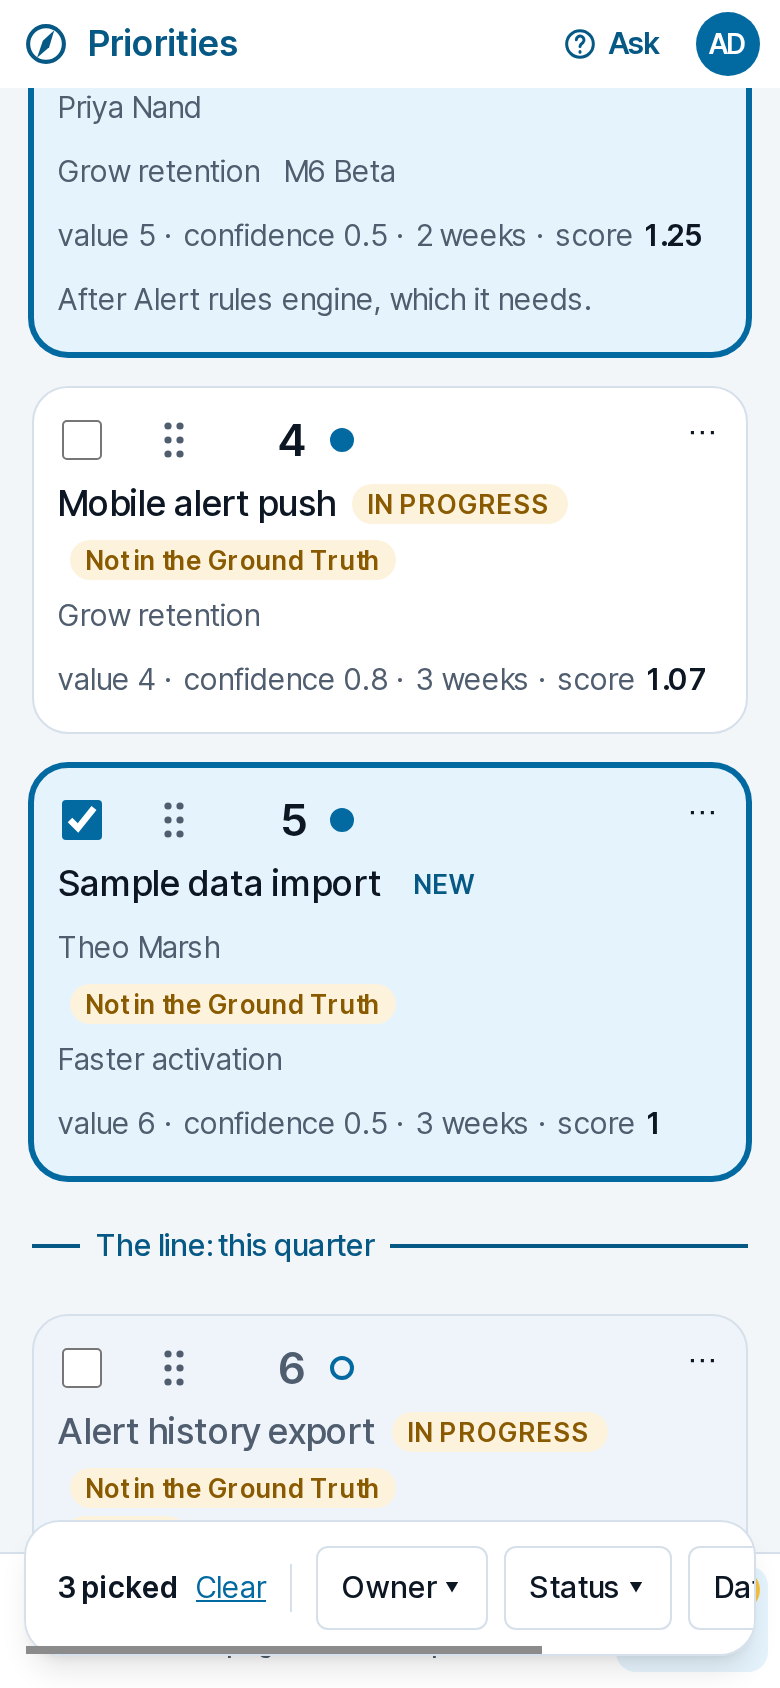 Priorities
Ask
AD
Priya Nand
Grow retention M6 Beta
value 5 · confidence 0.5 · 2 weeks · score 1.25
After Alert rules engine, which it needs.
4
...
Mobile alert push IN PROGRESS
Not in the Ground Truth
Grow retention
value 4 · confidence 0.8 · 3 weeks · score 1.07
5
...
Sample data import NEW
Theo Marsh
Not in the Ground Truth
Faster activation
value 6 · confidence 0.5 · 3 weeks · score 1
The line: this quarter
6
...
Alert history export IN PROGRESS
Not in the Ground Truth
3 picked Clear Owner Status